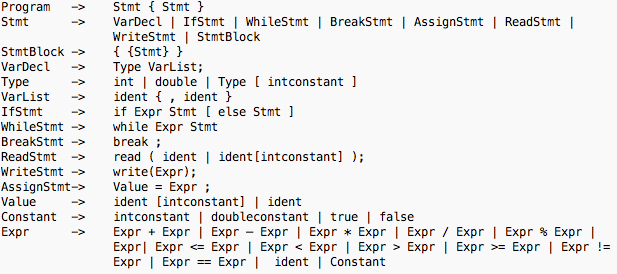 Program -> Stmt { Stmt }
Stmt -> VarDecl | IfStmt | WhileStmt | BreakStmt | AssignStmt | ReadStmt |
WriteStmt | StmtBlock
StmtBlock -> { {Stmt} }
VarDecl -> Type VarList;
Type -> int | double | Type [ intconstant ]
VarList -> ident { , ident }
IfStmt -> if Expr Stmt [ else Stmt ]
WhileStmt -> while Expr Stmt
BreakStmt -> break ;
ReadStmt -> read ( ident | ident[intconstant] );
WriteStmt -> write(Expr);
AssignStmt-> Value = Expr ;
Value -> ident [intconstant] | ident
Constant -> intconstant | doubleconstant | true | false
Expr -> Expr + Expr | Expr – Expr | Expr * Expr | Expr / Expr | Expr % Expr |
Expr| Expr <= Expr | Expr < Expr | Expr > Expr | Expr >= Expr | Expr !=
Expr | Expr == Expr | ident | Constant